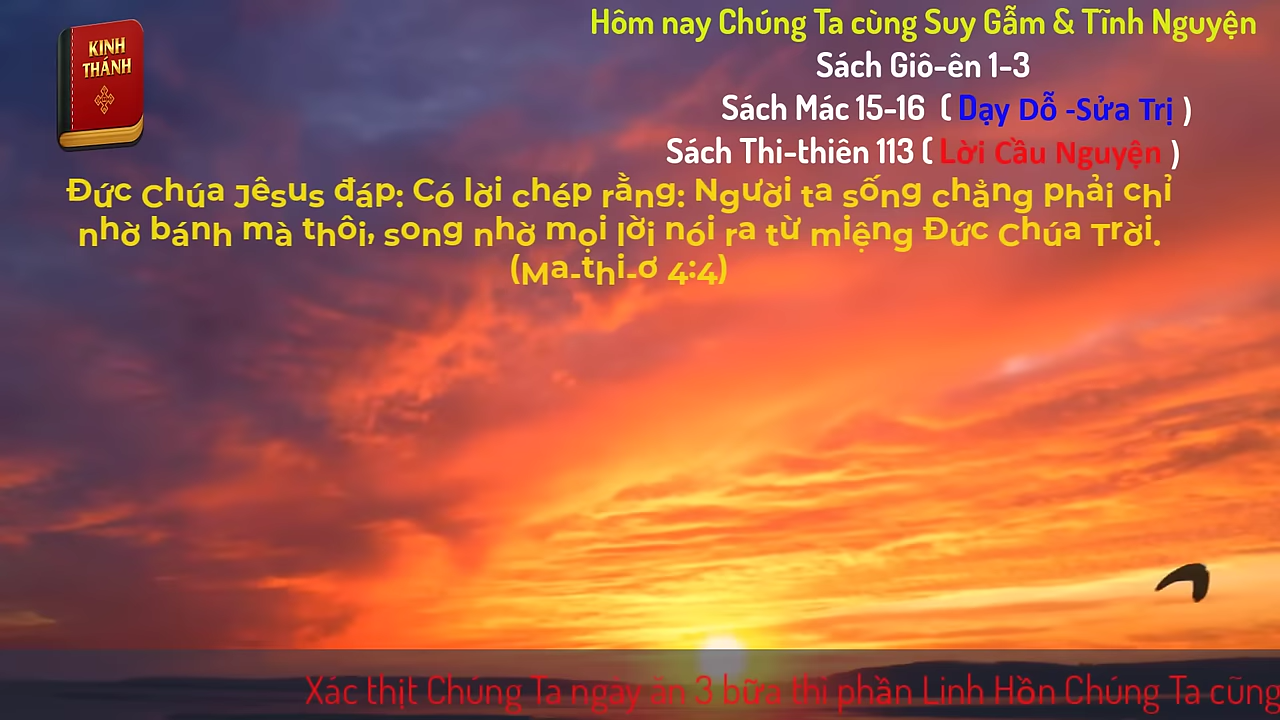 KINH
THÁNH
Hôm nay Chúng Ta cùng Suy Gẫm & Tĩnh Nguyện
Sách Giô-ên 1-3
Sách Mác 15-16 ( Dạy Dỗ -Sửa Trị )
Sách Thi-thiên 113 ( Lời Cầu Nguyện )
Đức Chúa Jêsus đáp: Có lời chép rằng: Người ta sống chẳng phải chỉ
nhờ bánh mà thôi, song nhờ mọi lời nói ra từ miệng Đức Chúa Trời.
(Ma-thi-ơ 4:4)
Xác thịt Chúng Ta ngày ăn 3 bữa thì phần Linh Hồn Chúng Ta cũng